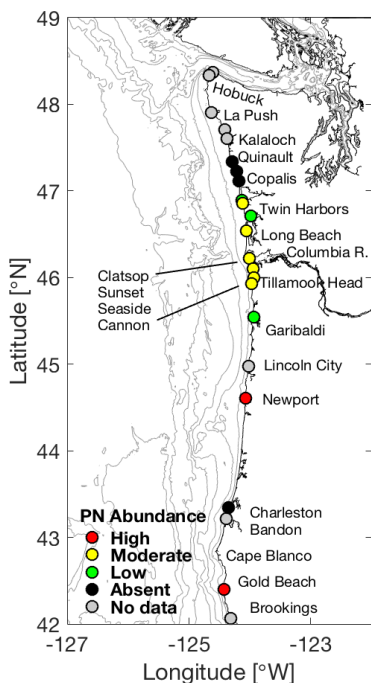 49
48
47
46
45
44
43
42
Latitude [°N]
Hobuck
La Push
Kalaloch
Quinault
Copalis
Twin Harbors
Long Beach
Columbia R.
Clatsop
Sunset
Seaside
Cannon
Tillamook Head
Garibaldi
Lincoln City
Newport
Charleston
Bandon
Cape Blanco
Gold Beach
Brookings
PN Abundance
High
Moderate
Low
Absent
No data
-127
-125
-123
Longitude [°W]